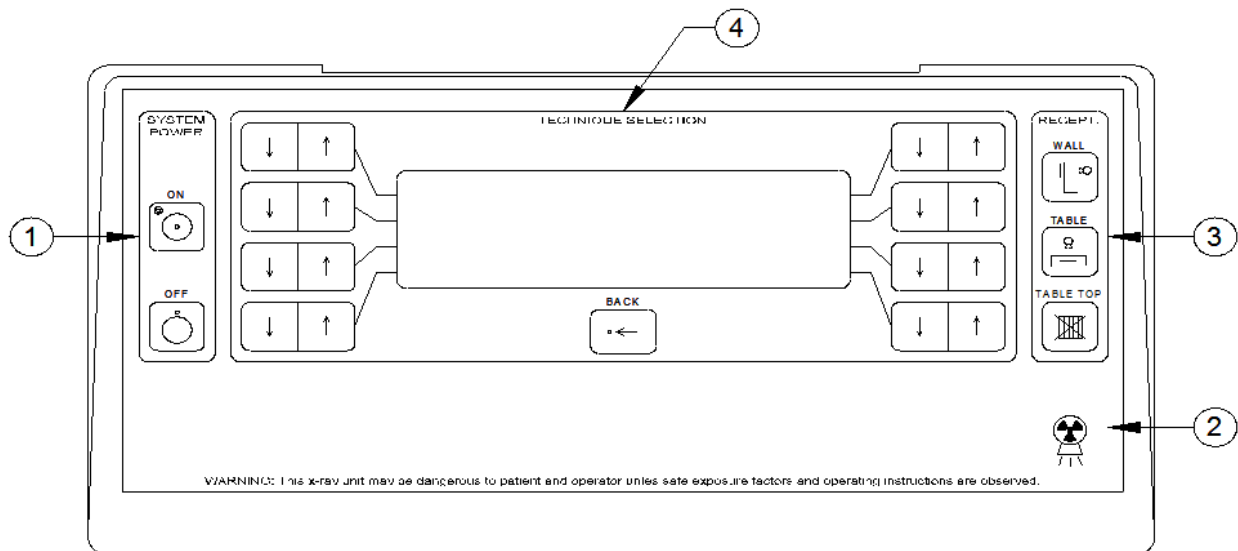 4
SYSTEM
POWER
TECHNIQUE SELECTION
RECEPT.
WALL
ON
TABLE
1
3
OFF
BACK
TABLE TOP
2
WARNING: This x-ray unit may be dangerous to patient and operator unles safe exposure factors and operating instructions are observed.